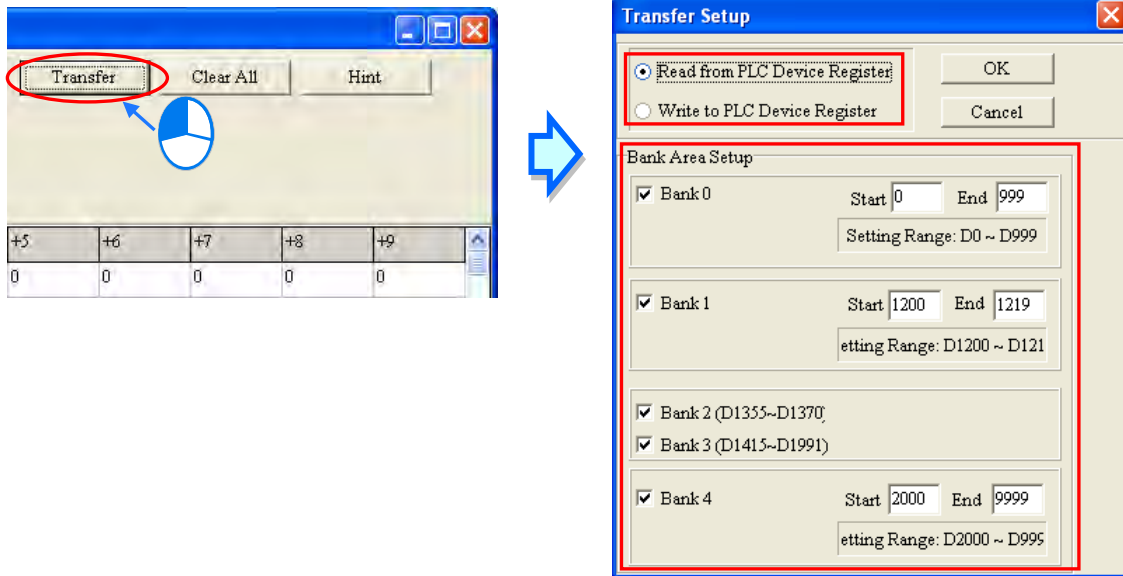 Transfer
Clear All
Hint
+5 +6 +7 +8 +9
0 0 0 0 0
Transfer Setup
Read from PLC Device Register
OK
Write to PLC Device Register
Cancel
Bank Area Setup
Bank 0 Start 0 End 999
Setting Range: D0 ~ D999
Bank 1 Start 1200 End 1219
etting Range: D1200 ~ D121
Bank 2 (D1355~D1370)
Bank 3 (D1415~D1991)
Bank 4 Start 2000 End 9999
etting Range: D2000 ~ D999